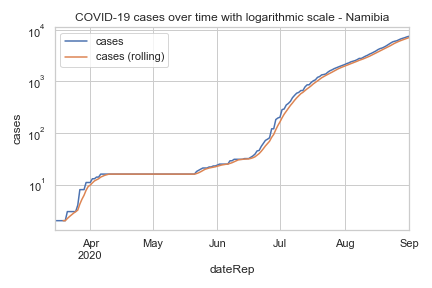 COVID-19 cases over time with logarithmic scale - Namibia
cases
cases (rolling)
10⁴
10³
10²
10¹
cases
Apr
2020
May
Jun
Jul
Aug
Sep
dateRep